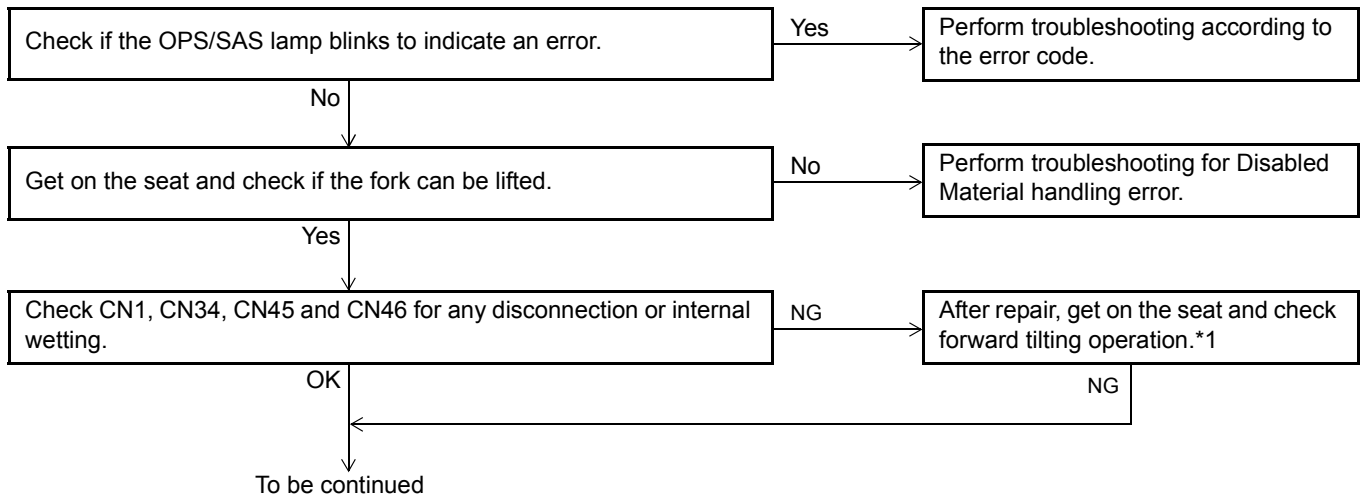 Check if the OPS/SAS lamp blinks to indicate an error.
Yes
Perform troubleshooting according to
the error code.
No
Get on the seat and check if the fork can be lifted.
No
Perform troubleshooting for Disabled
Material handling error.
Yes
Check CN1, CN34, CN45 and CN46 for any disconnection or internal
wetting.
NG
After repair, get on the seat and check
forward tilting operation.*1
OK
NG
To be continued